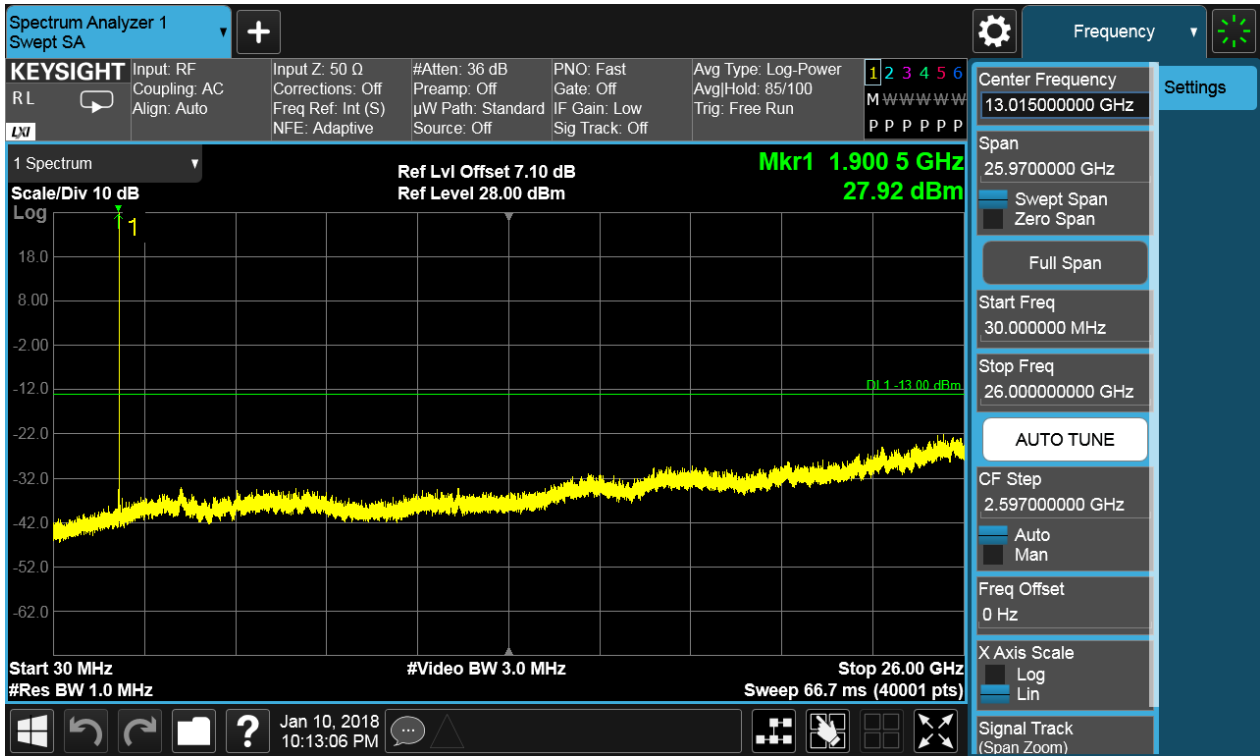 Spectrum Analyzer 1
Swept SA
+
Frequency
KEYSIGHT
RL
LXI
Input: RF
Coupling: AC
Align: Auto
Input Z: 50 Ω
Corrections: Off
Freq Ref: Int (S)
NFE: Adaptive
#Atten: 36 dB
Preamp: Off
µW Path: Standard
Source: Off
PNO: Fast
Gate: Off
IF Gain: Low
Sig Track: Off
Avg Type: Log-Power
Avg|Hold: 85/100
Trig: Free Run
1 2 3 4 5 6
M W W W W W
P P P P P P
1 Spectrum
Scale/Div 10 dB
Log
Ref Lvl Offset 7.10 dB
Ref Level 28.00 dBm
Mkr1 1.900 5 GHz
27.92 dBm
1
18.0
8.00
-2.00
-12.0
-22.0
-32.0
-42.0
-52.0
-62.0
DL1 -13.00 dBm
Start 30 MHz
#Res BW 1.0 MHz
#Video BW 3.0 MHz
Stop 26.00 GHz
Sweep 66.7 ms (40001 pts)
Center Frequency
13.015000000 GHz
Span
25.9700000 GHz
Swept Span
Zero Span
Full Span
Start Freq
30.000000 MHz
Stop Freq
26.000000000 GHz
AUTO TUNE
CF Step
2.597000000 GHz
Auto
Man
Freq Offset
0 Hz
X Axis Scale
Log
Lin
Signal Track
(Span Zoom)
Settings
?
Jan 10, 2018
10:13:06 PM